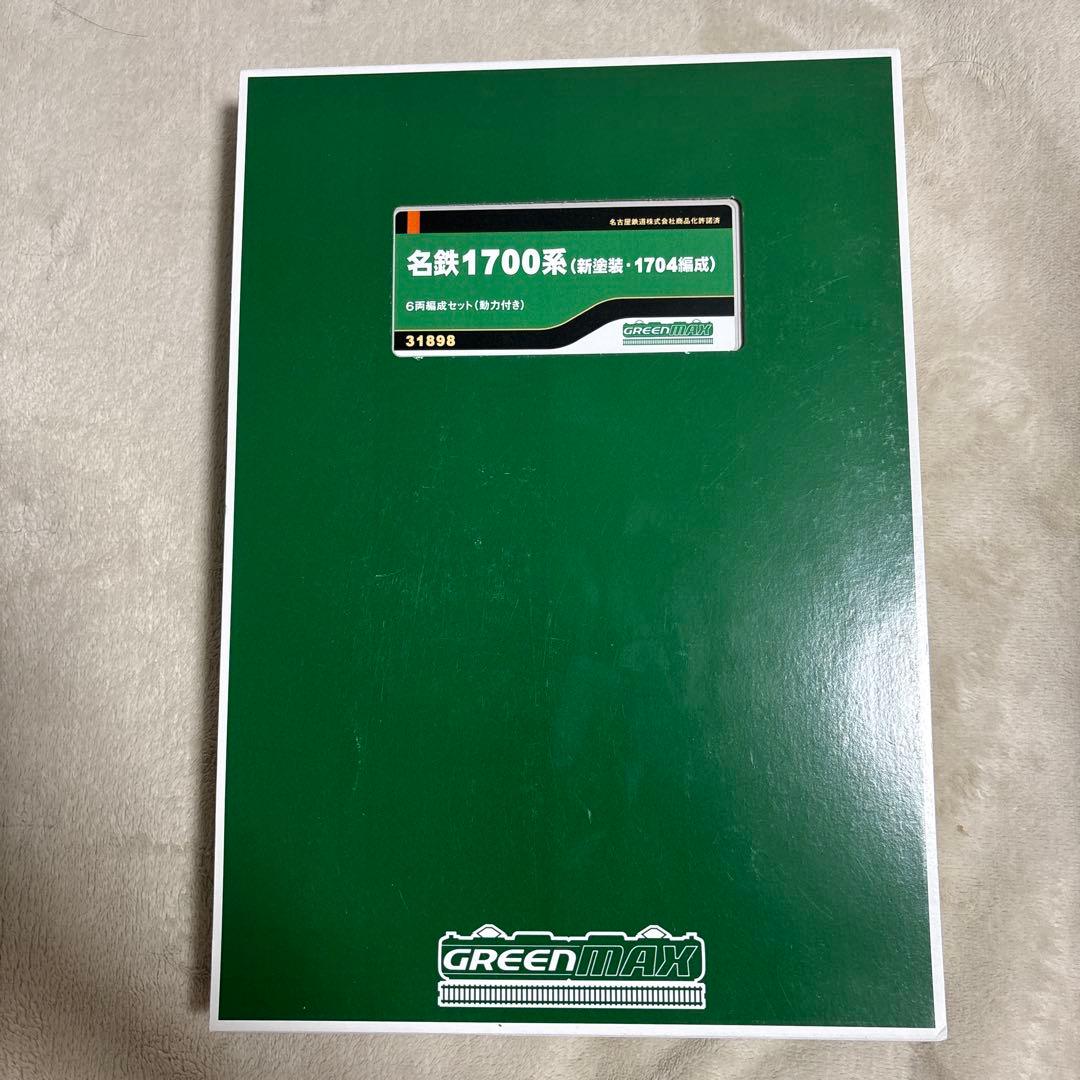 名古屋鉄道株式会社商品化許諾済
名鉄1700系(新塗装・1704編成)
6両編成セット(動力付き)
31898
GREENMAX
GREENMAX